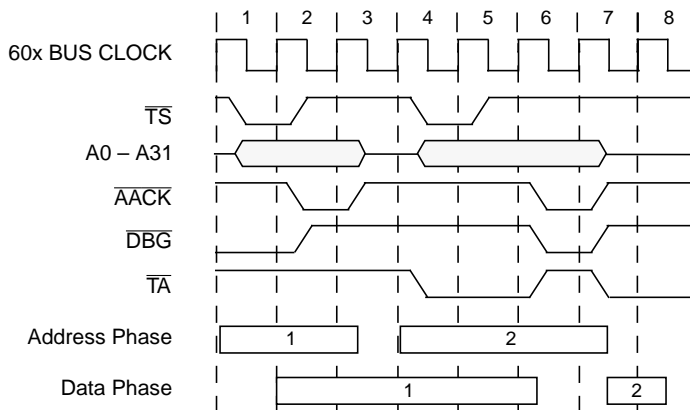 1 2 3 4 5 6 7 8
60x BUS CLOCK
TS
A0 – A31
AACK
DBG
TA
Address Phase 1 2
Data Phase 1 2